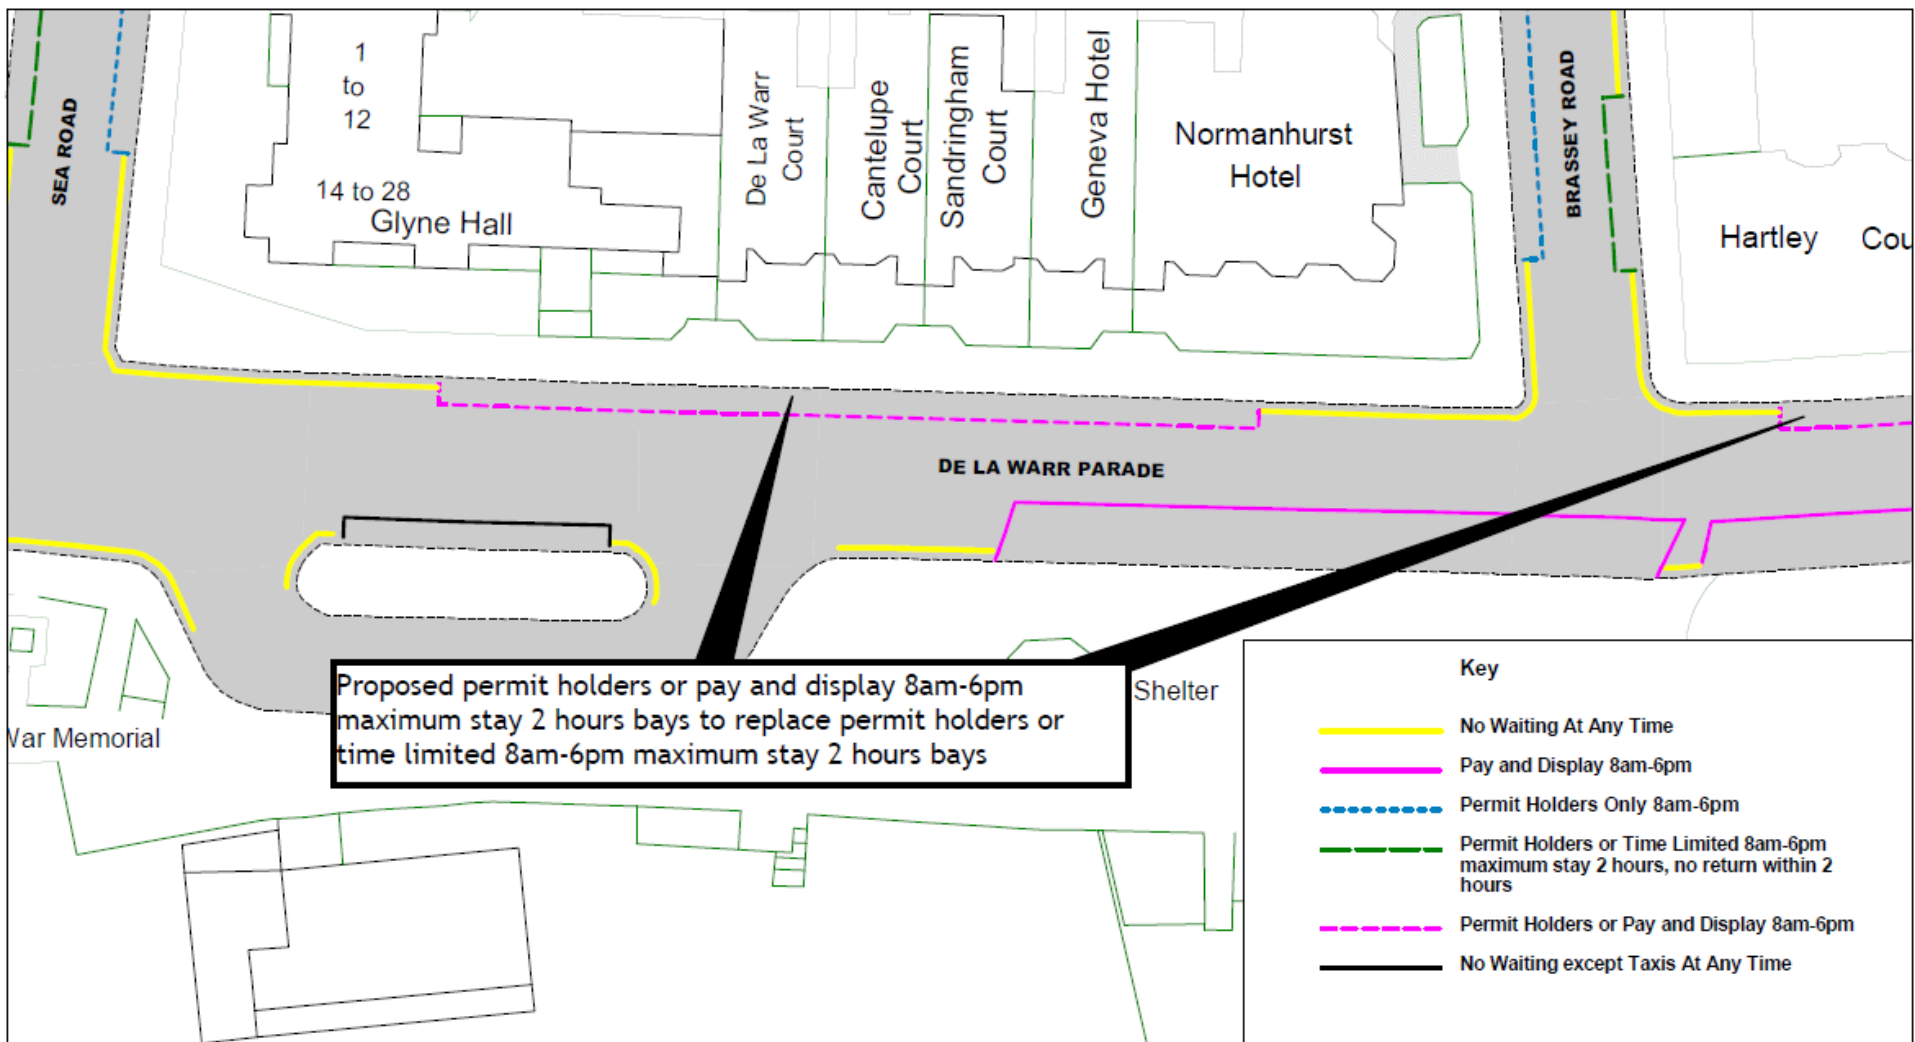 1
to
12
14 to 28
Glyne Hall
SEA ROAD
De La Warr
Court
Cantelupe
Court
Sandringham
Court
Geneva Hotel
Normanhurst
Hotel
BRASSEY ROAD
Hartley Cou
DE LA WARR PARADE
Proposed permit holders or pay and display 8am-6pm
maximum stay 2 hours bays to replace permit holders or
time limited 8am-6pm maximum stay 2 hours bays
Shelter
War Memorial
Key
No Waiting At Any Time
Pay and Display 8am-6pm
Permit Holders Only 8am-6pm
Permit Holders or Time Limited 8am-6pm
maximum stay 2 hours, no return within 2
hours
Permit Holders or Pay and Display 8am-6pm
No Waiting except Taxis At Any Time